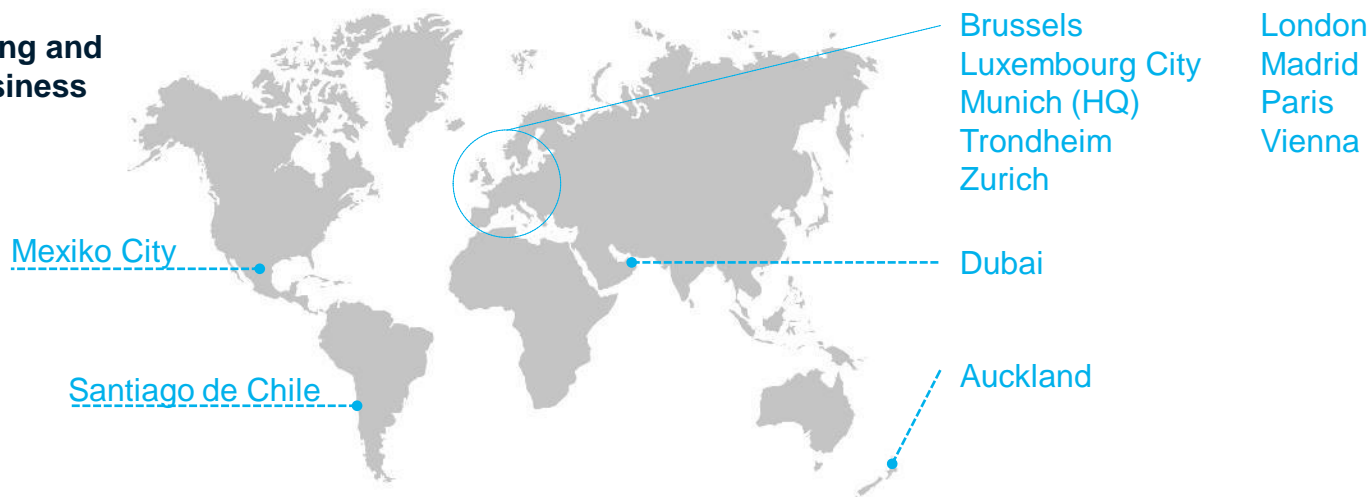 ng and
siness
Brussels
Luxembourg City
Munich (HQ)
Trondheim
Zurich
London
Madrid
Paris
Vienna
Mexiko City
Dubai
Santiago de Chile
Auckland